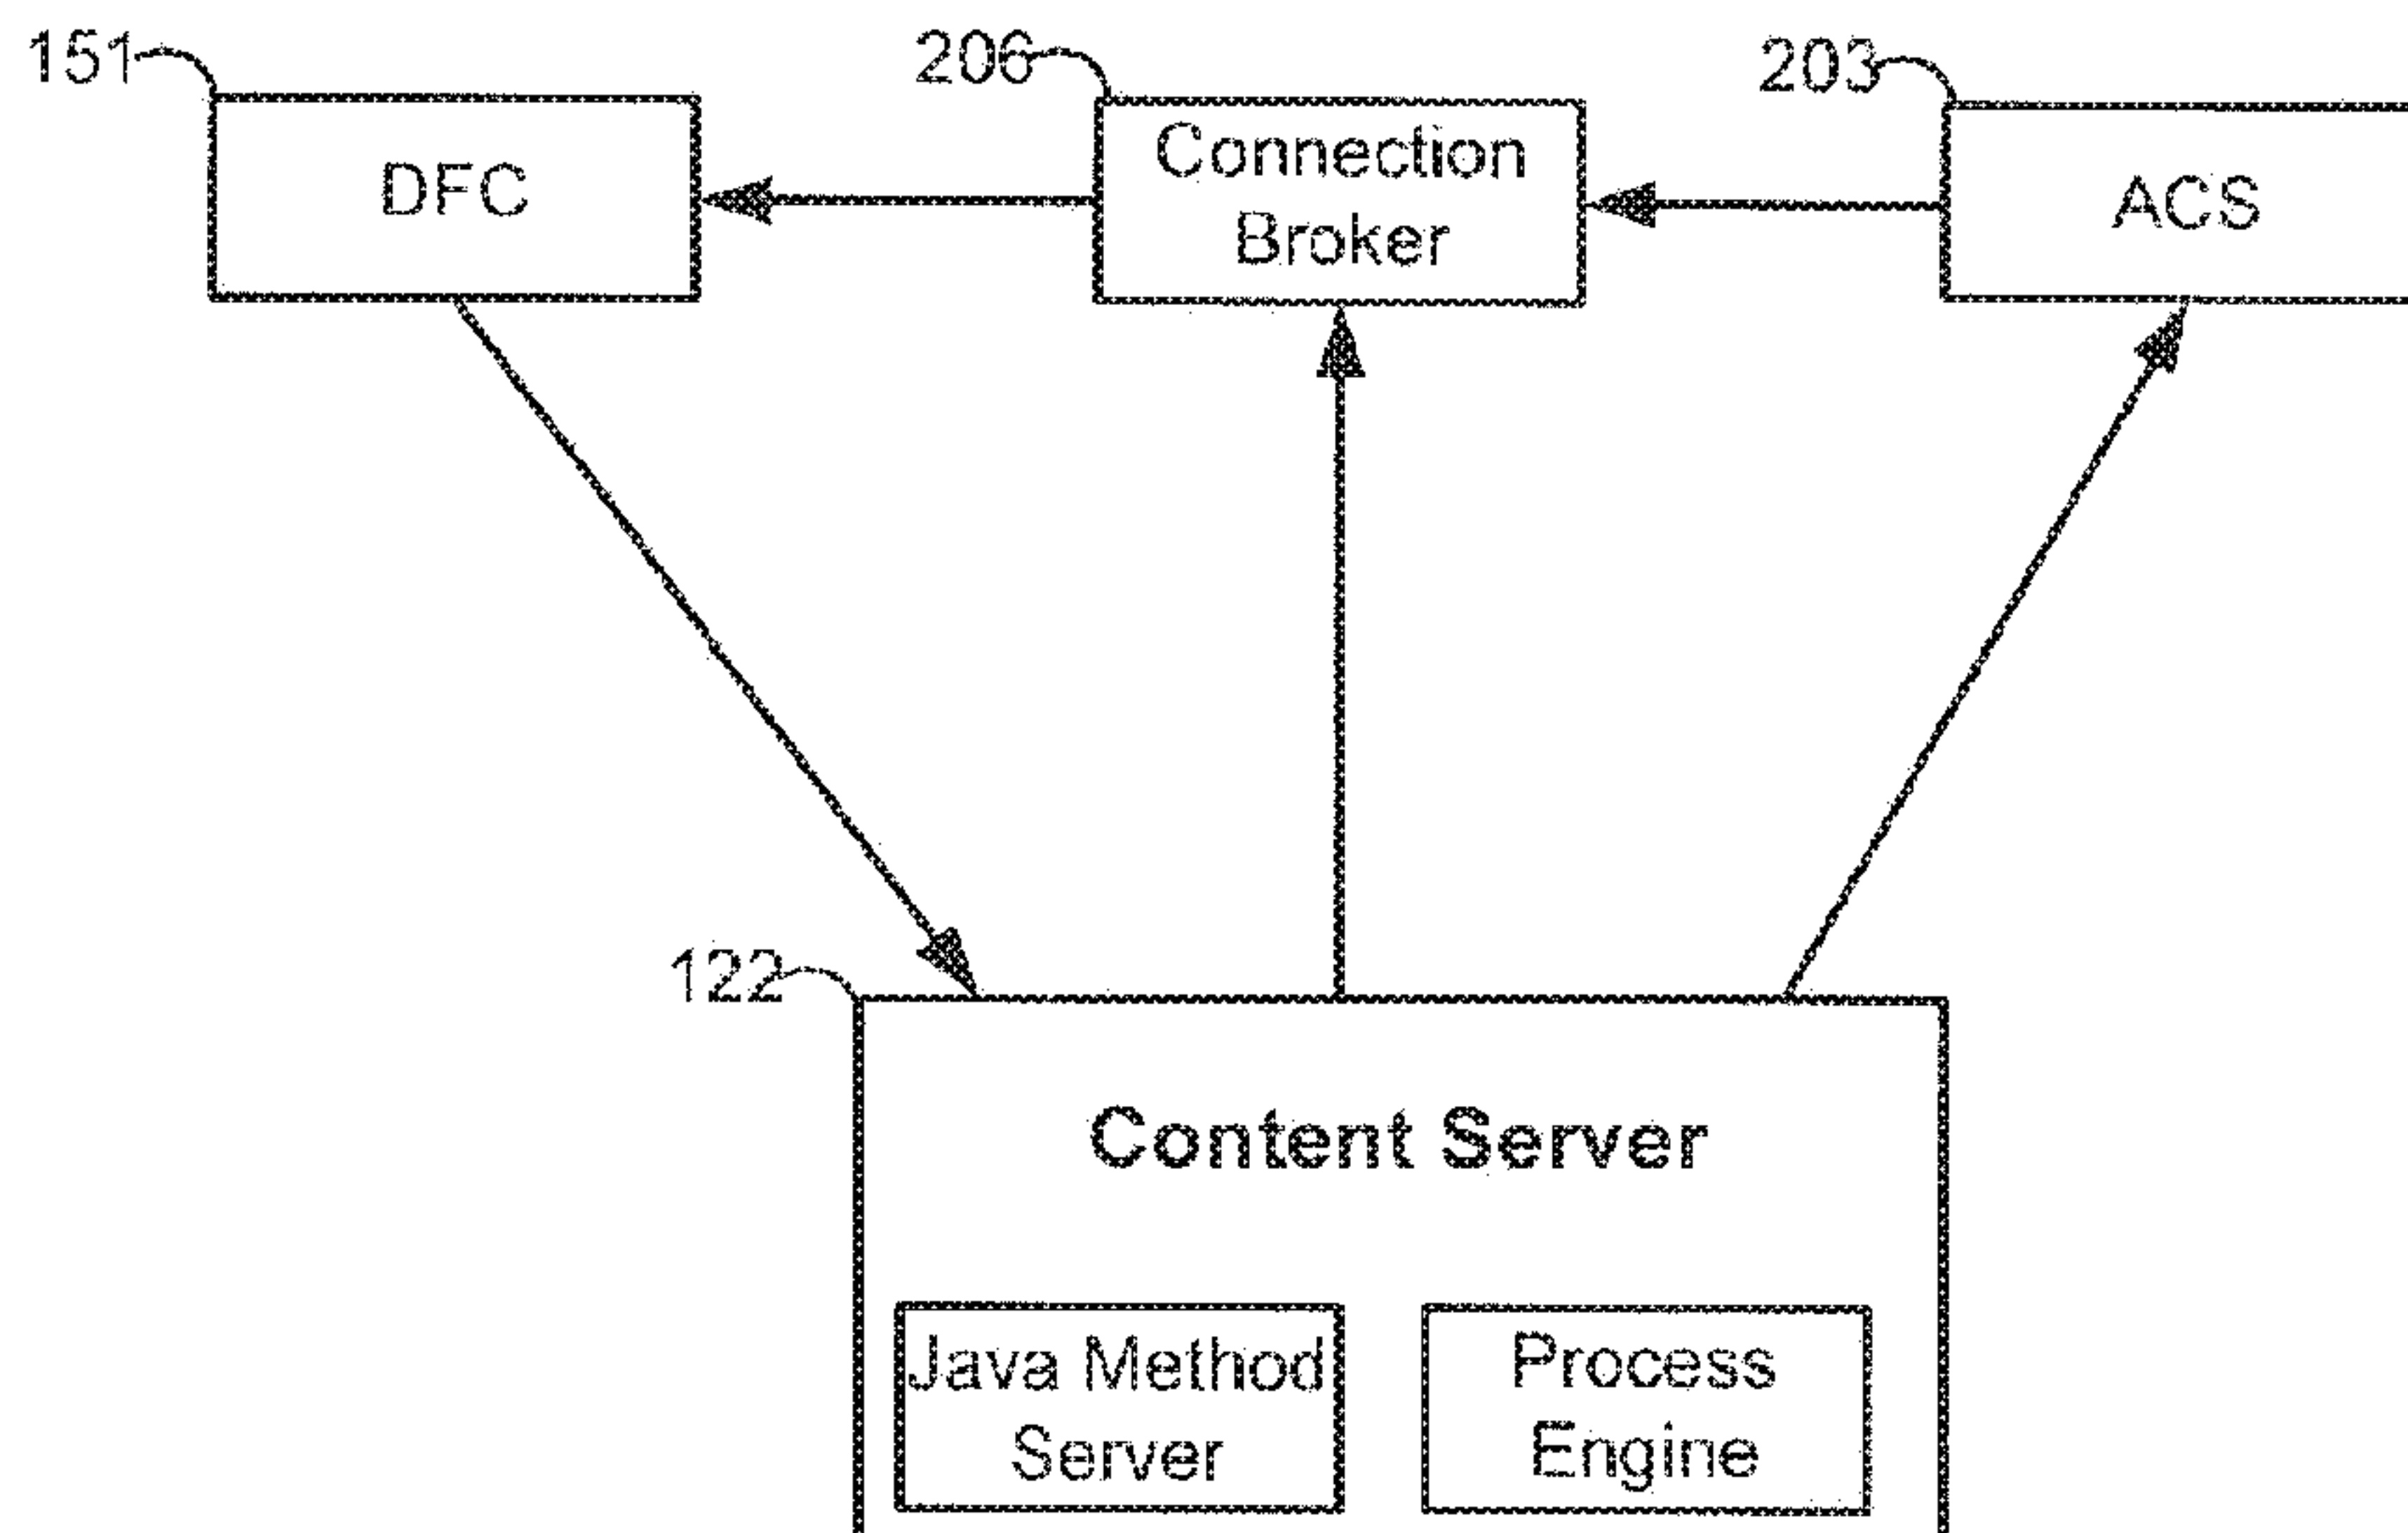 151
206
203
DFC
Connection
Broker
ACS
122
Content Server
Java Method
Server
Process
Engine